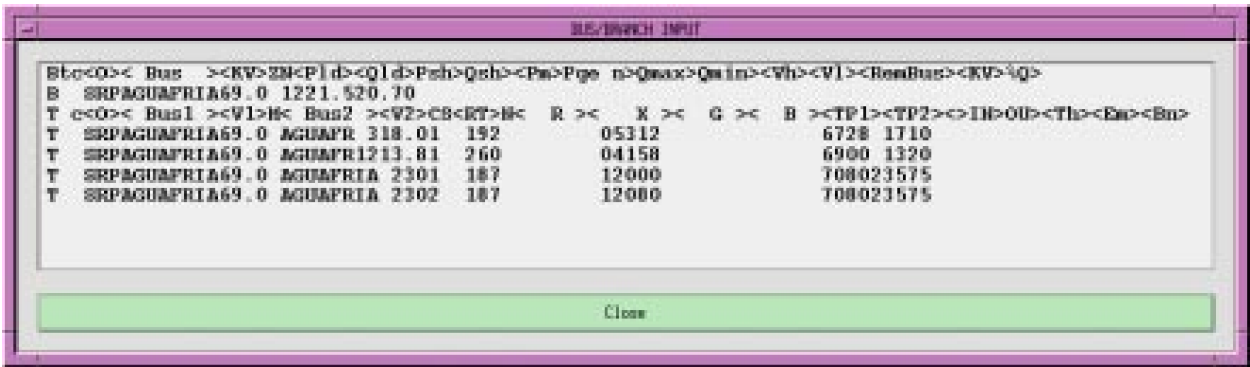 BUS/BRANCH INPUT
Btc<O>< Bus ><KV>ZN<Pld><Qld>Psh>Qsh><Pm>Pge n>Qmax>Qmin><Vh><Vl><RemBus><KV>%Q>
B SRPAGUAFRIA69.0 1221.520.70
T c<O>< Bus1 ><V1>M< Bus2 ><V2>CS<RT>N< R >< X >< G >< B ><TP1><TP2><>IN>OU><Th><Em><Bn>
T SRPAGUAFRIA69.0 AGUAFR 318.01 192 05312 6728 1710
T SRPAGUAFRIA69.0 AGUAFR1213.81 260 04158 6900 1320
T SRPAGUAFRIA69.0 AGUAFRIA 2301 187 12000 708023575
T SRPAGUAFRIA69.0 AGUAFRIA 2302 187 12080 708023575
Close